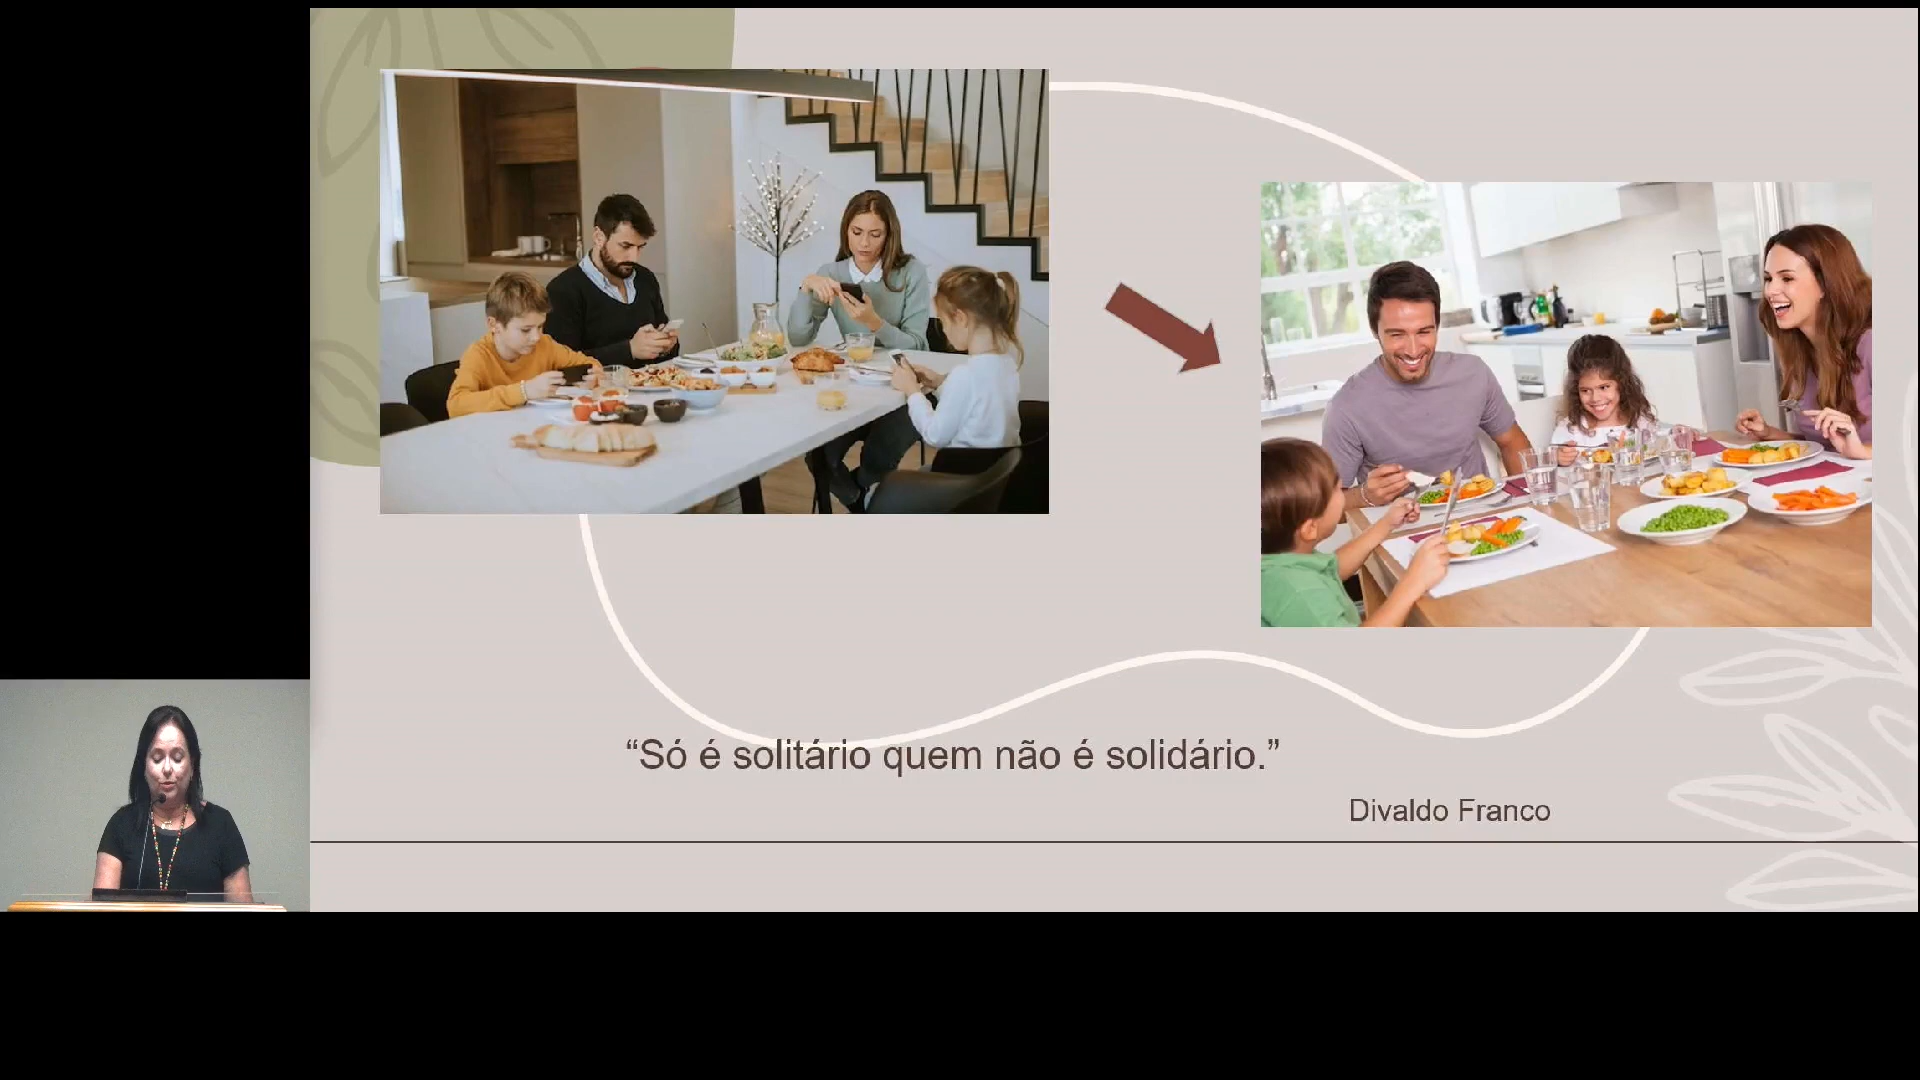 “Só é solitário quem não é solidário.”
Divaldo Franco